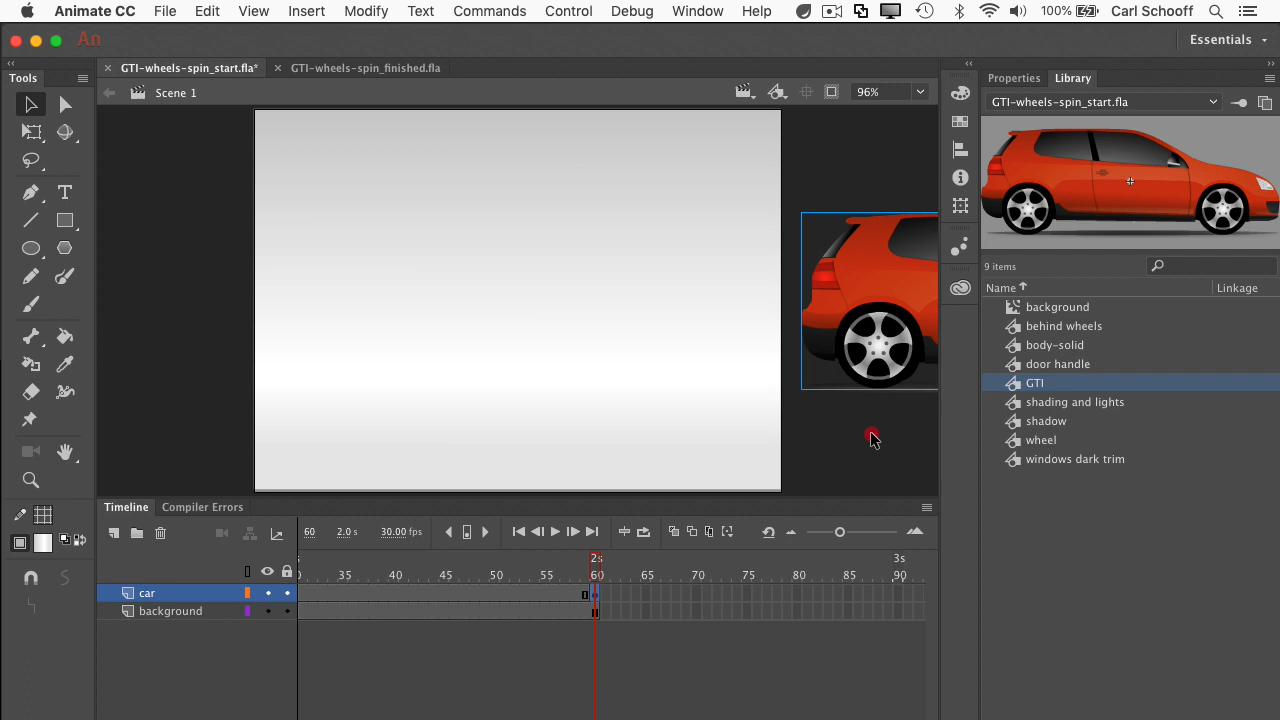 Animate CC File Edit View Insert Modify Text Commands Control Debug Window Help 100% Carl Schooff
An Essentials
Tools GTI-wheels-spin_start.fla* GTI-wheels-spin_finished.fla Properties Library
Scene 1 96% GTI-wheels-spin_start.fla
9 items
Name Linkage
background
behind wheels
body-solid
door handle
GTI
shading and lights
shadow
wheel
windows dark trim
Timeline Compiler Errors
60 2.0 s 30.00 fps
s 2s 3s
35 40 45 50 55 60 65 70 75 80 85 90
car
background